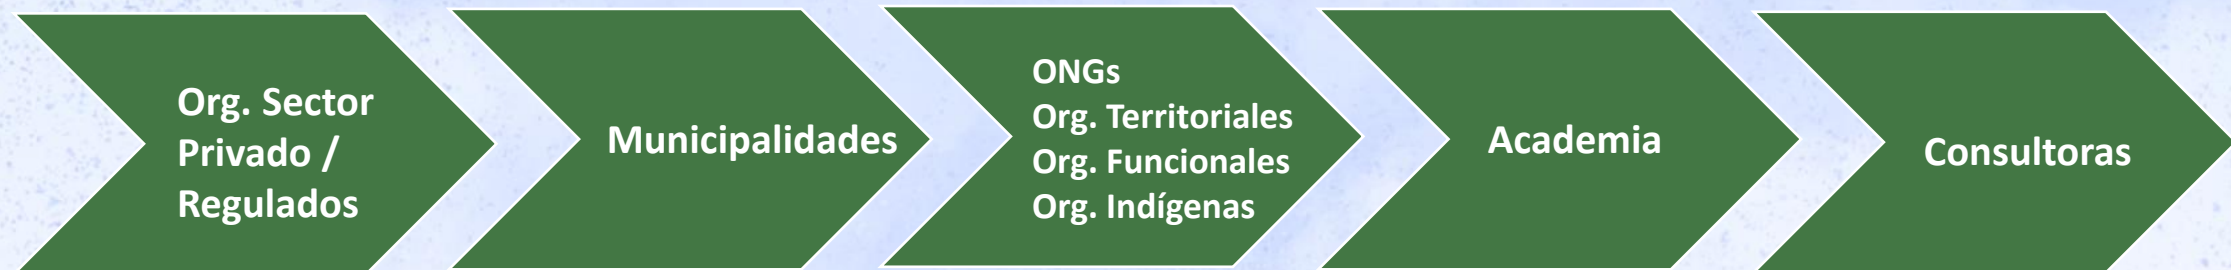 Org. Sector
Privado /
Regulados
Municipalidades
ONGs
Org. Territoriales
Org. Funcionales
Org. Indígenas
Academia
Consultoras